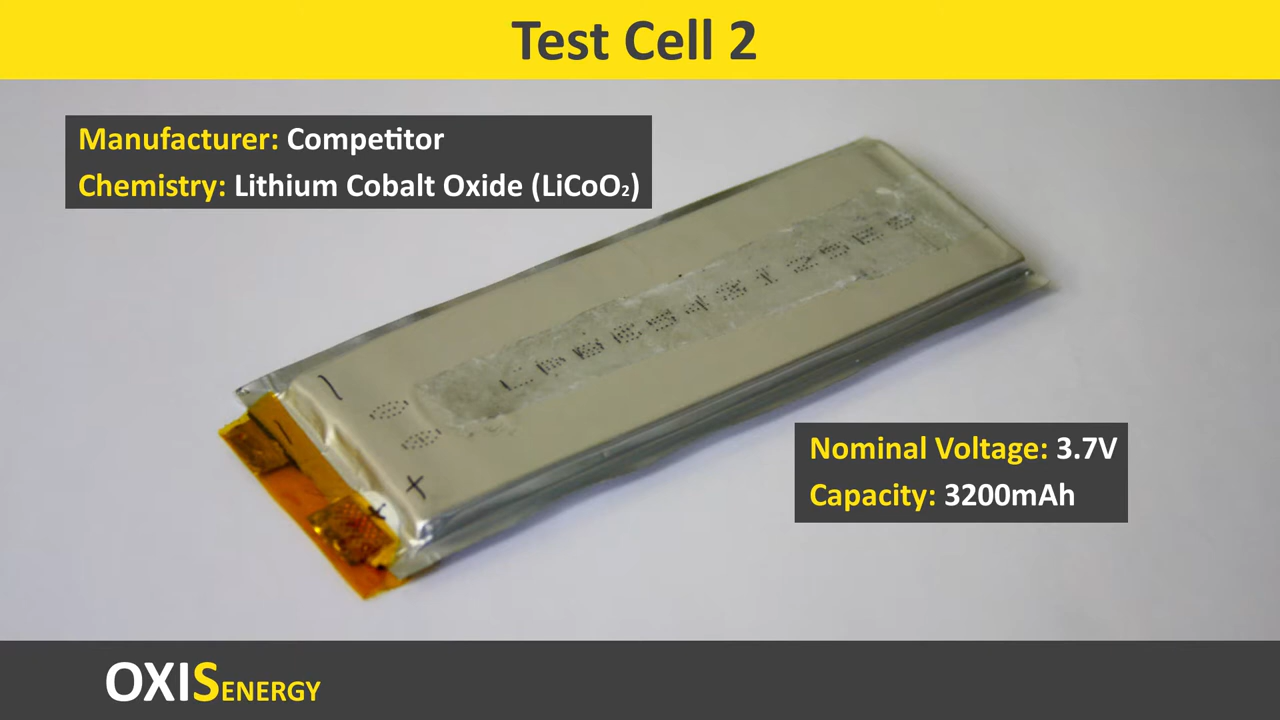 Test Cell 2
Manufacturer: Competitor
Chemistry: Lithium Cobalt Oxide (LiCoO₂)
−
+
−
+
Nominal Voltage: 3.7V
Capacity: 3200mAh
OXISENERGY